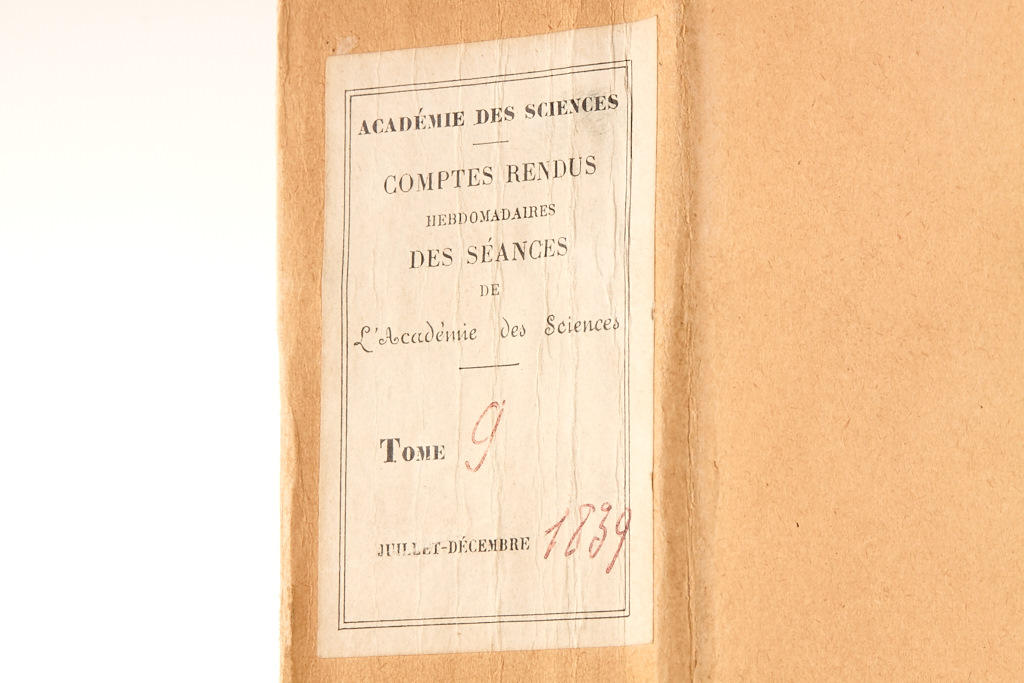 ACADÉMIE DES SCIENCES
COMPTES RENDUS
HEBDOMADAIRES
DES SÉANCES
DE
L'Académie des Sciences
TOME 9
JUILLET-DÉCEMBRE 1839